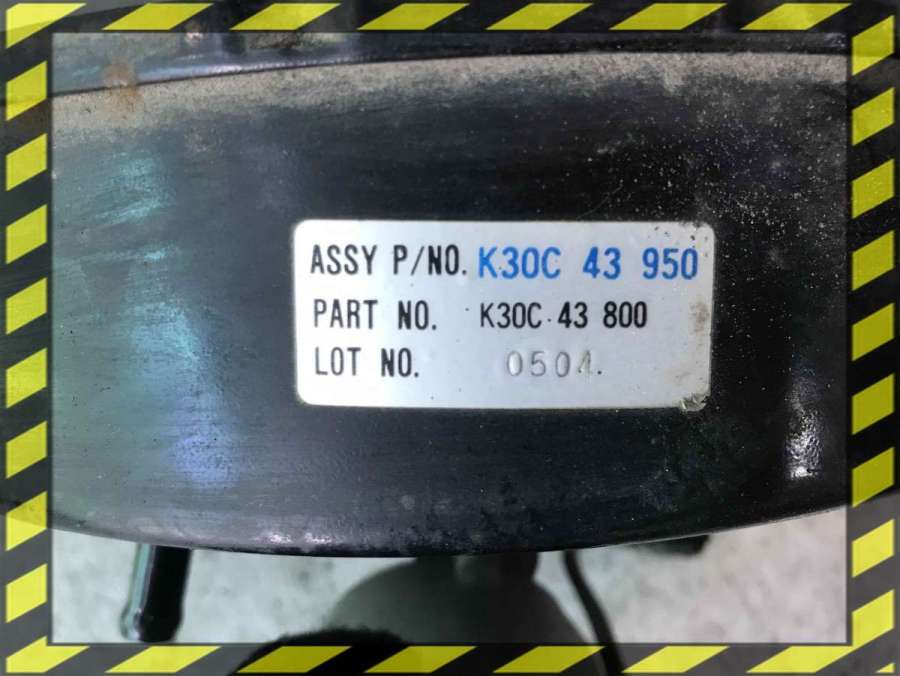 ASSY P/NO. K30C 43 950
PART NO. K30C 43 800
LOT NO. 0504